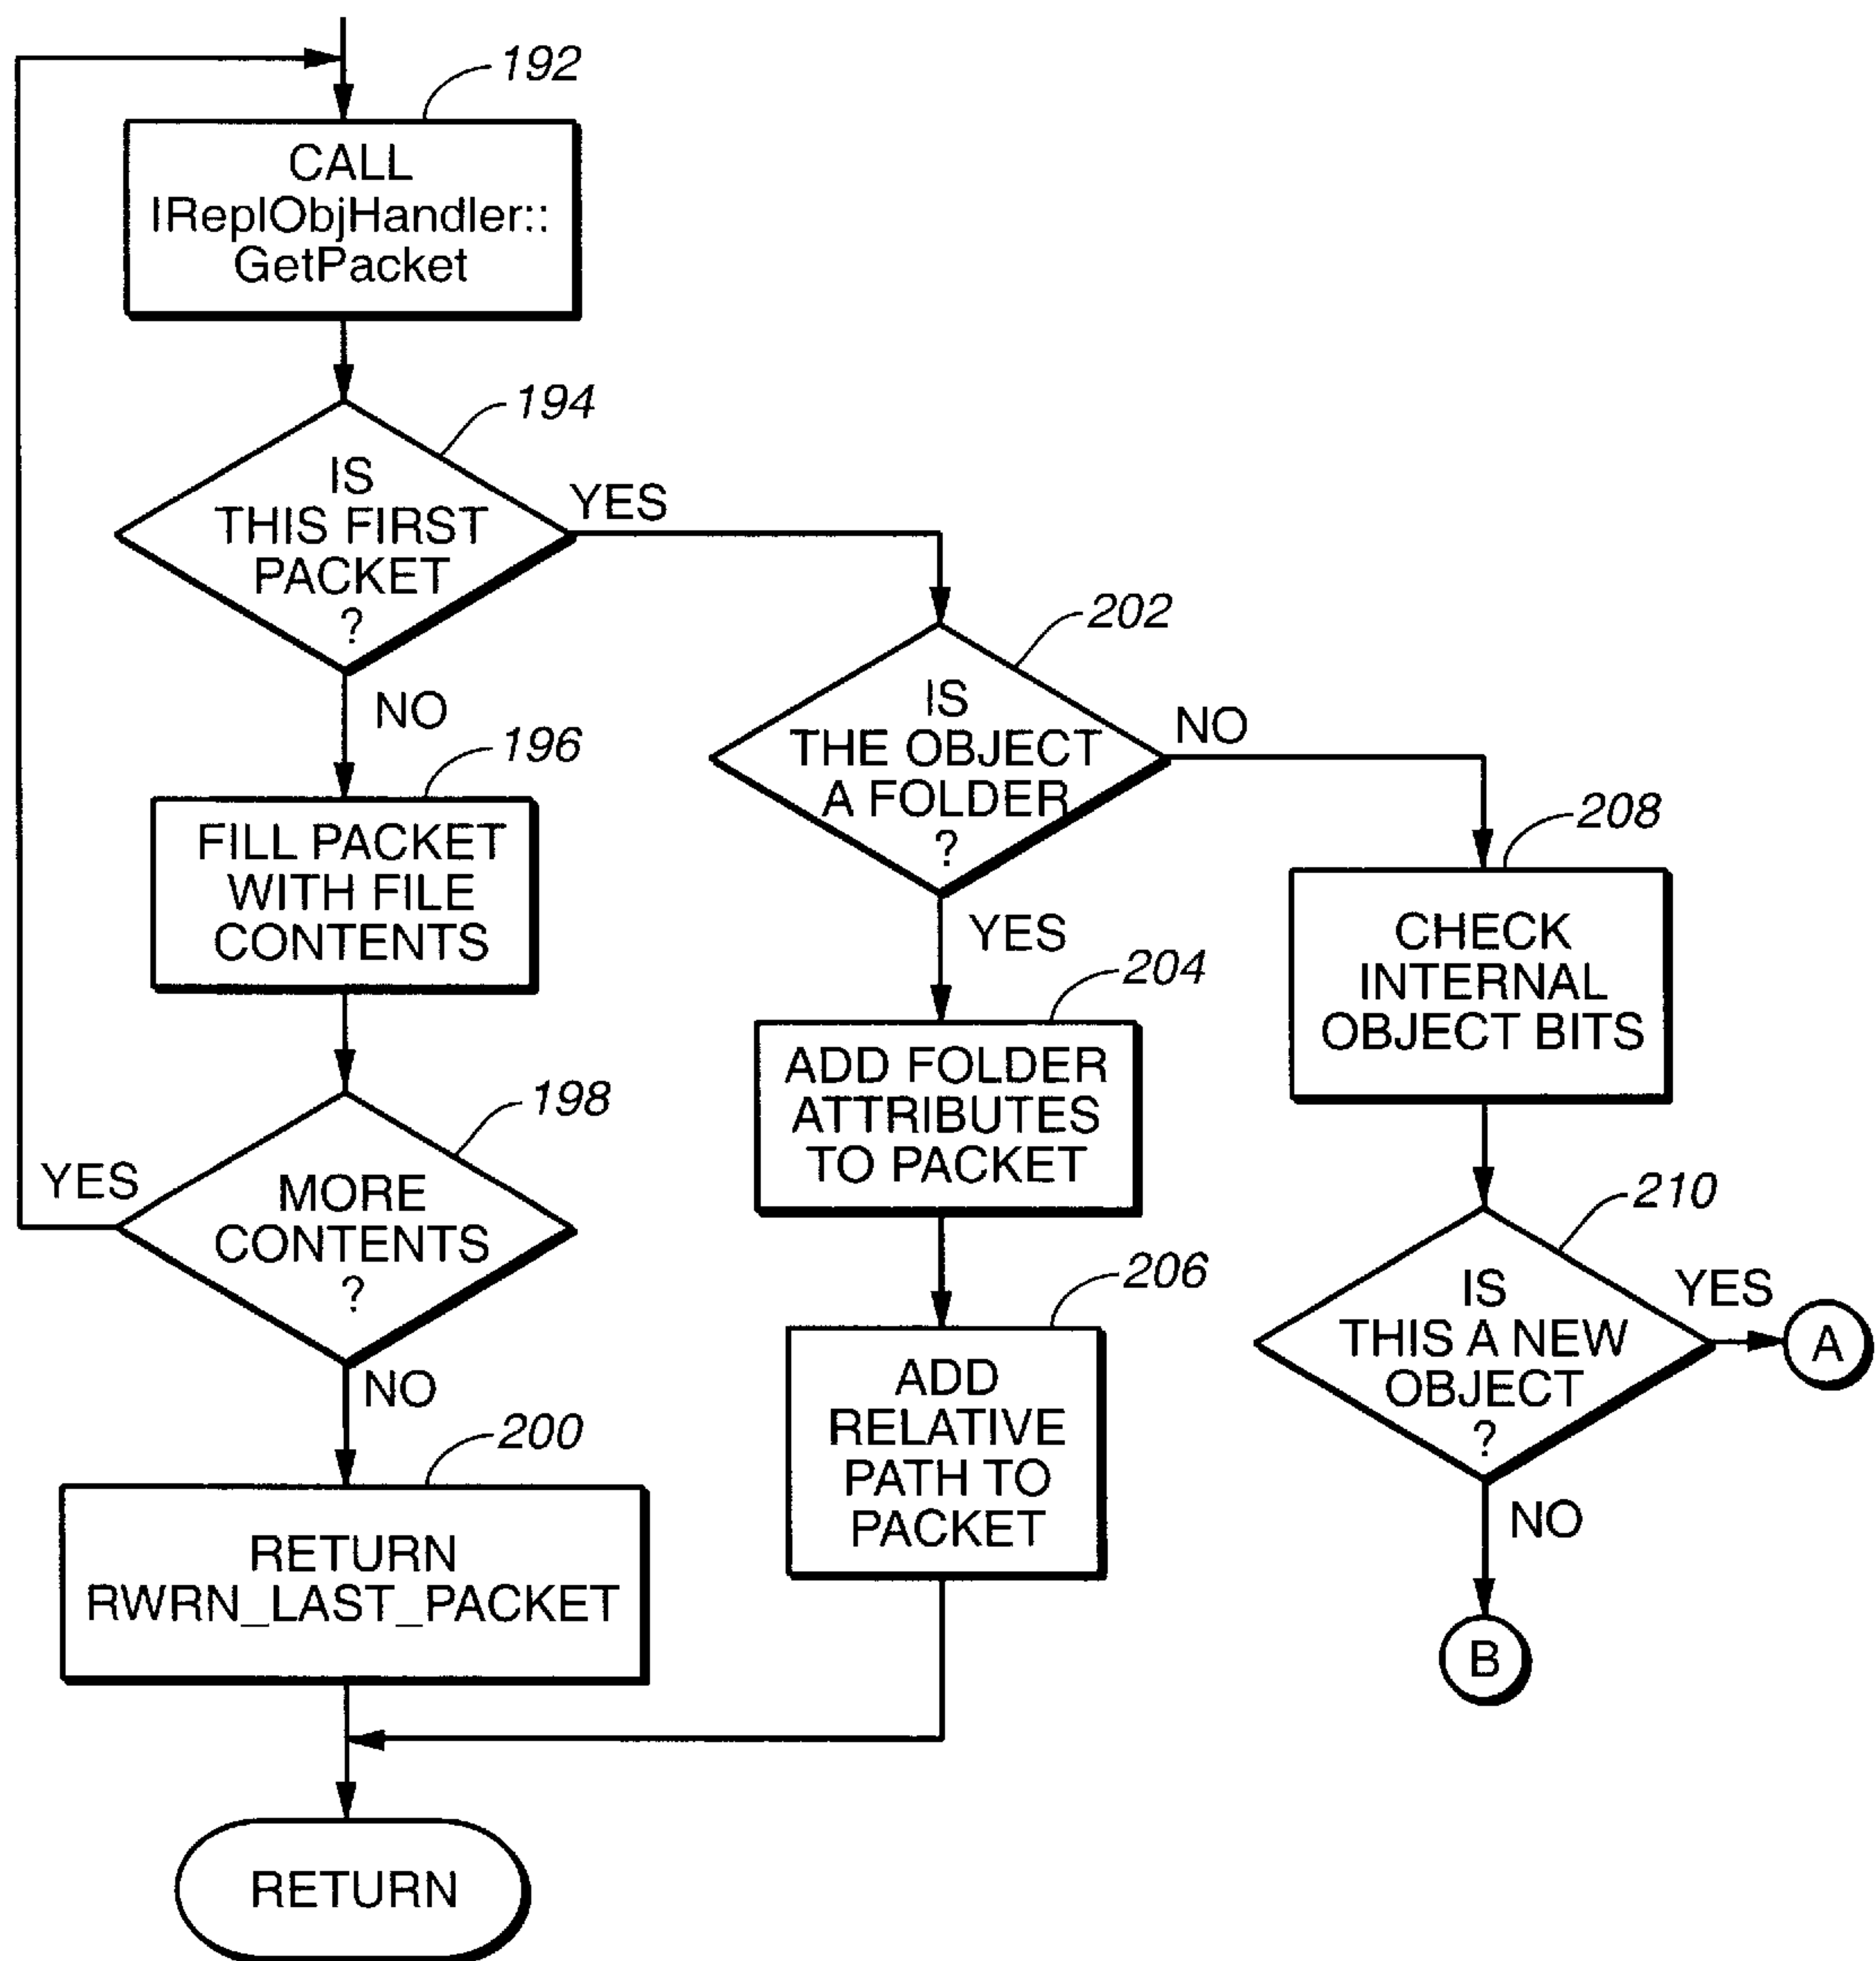 192
CALL
IReplObjHandler::
GetPacket
194
IS
THIS FIRST
PACKET
?
YES
NO
196
FILL PACKET
WITH FILE
CONTENTS
198
MORE
CONTENTS
?
YES
NO
200
RETURN
RWRN_LAST_PACKET
RETURN
202
IS
THE OBJECT
A FOLDER
?
NO
YES
204
ADD FOLDER
ATTRIBUTES
TO PACKET
206
ADD
RELATIVE
PATH TO
PACKET
208
CHECK
INTERNAL
OBJECT BITS
210
IS
THIS A NEW
OBJECT
?
YES
A
NO
B